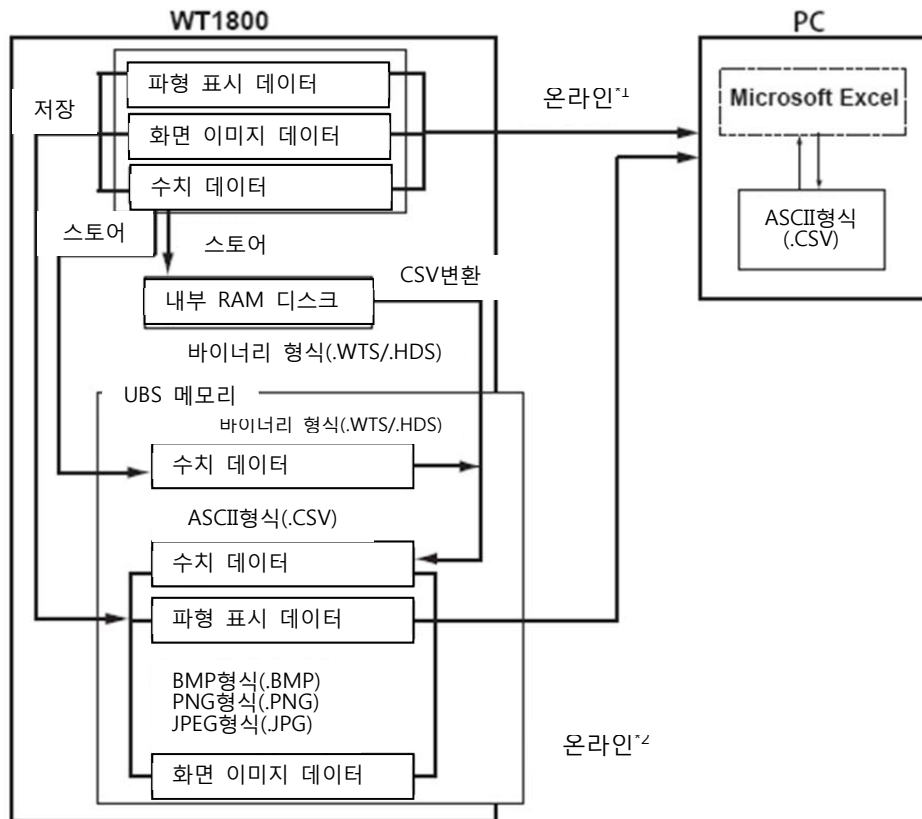 WT1800
PC
파형 표시 데이터
화면 이미지 데이터
수치 데이터
저장
온라인*1
Microsoft Excel
ASCII형식
(.CSV)
스토어
스토어
CSV변환
내부 RAM 디스크
바이너리 형식(.WTS/.HDS)
UBS 메모리
바이너리 형식(.WTS/.HDS)
수치 데이터
ASCII형식(.CSV)
수치 데이터
파형 표시 데이터
BMP형식(.BMP)
PNG형식(.PNG)
JPEG형식(.JPG)
온라인*2
화면 이미지 데이터